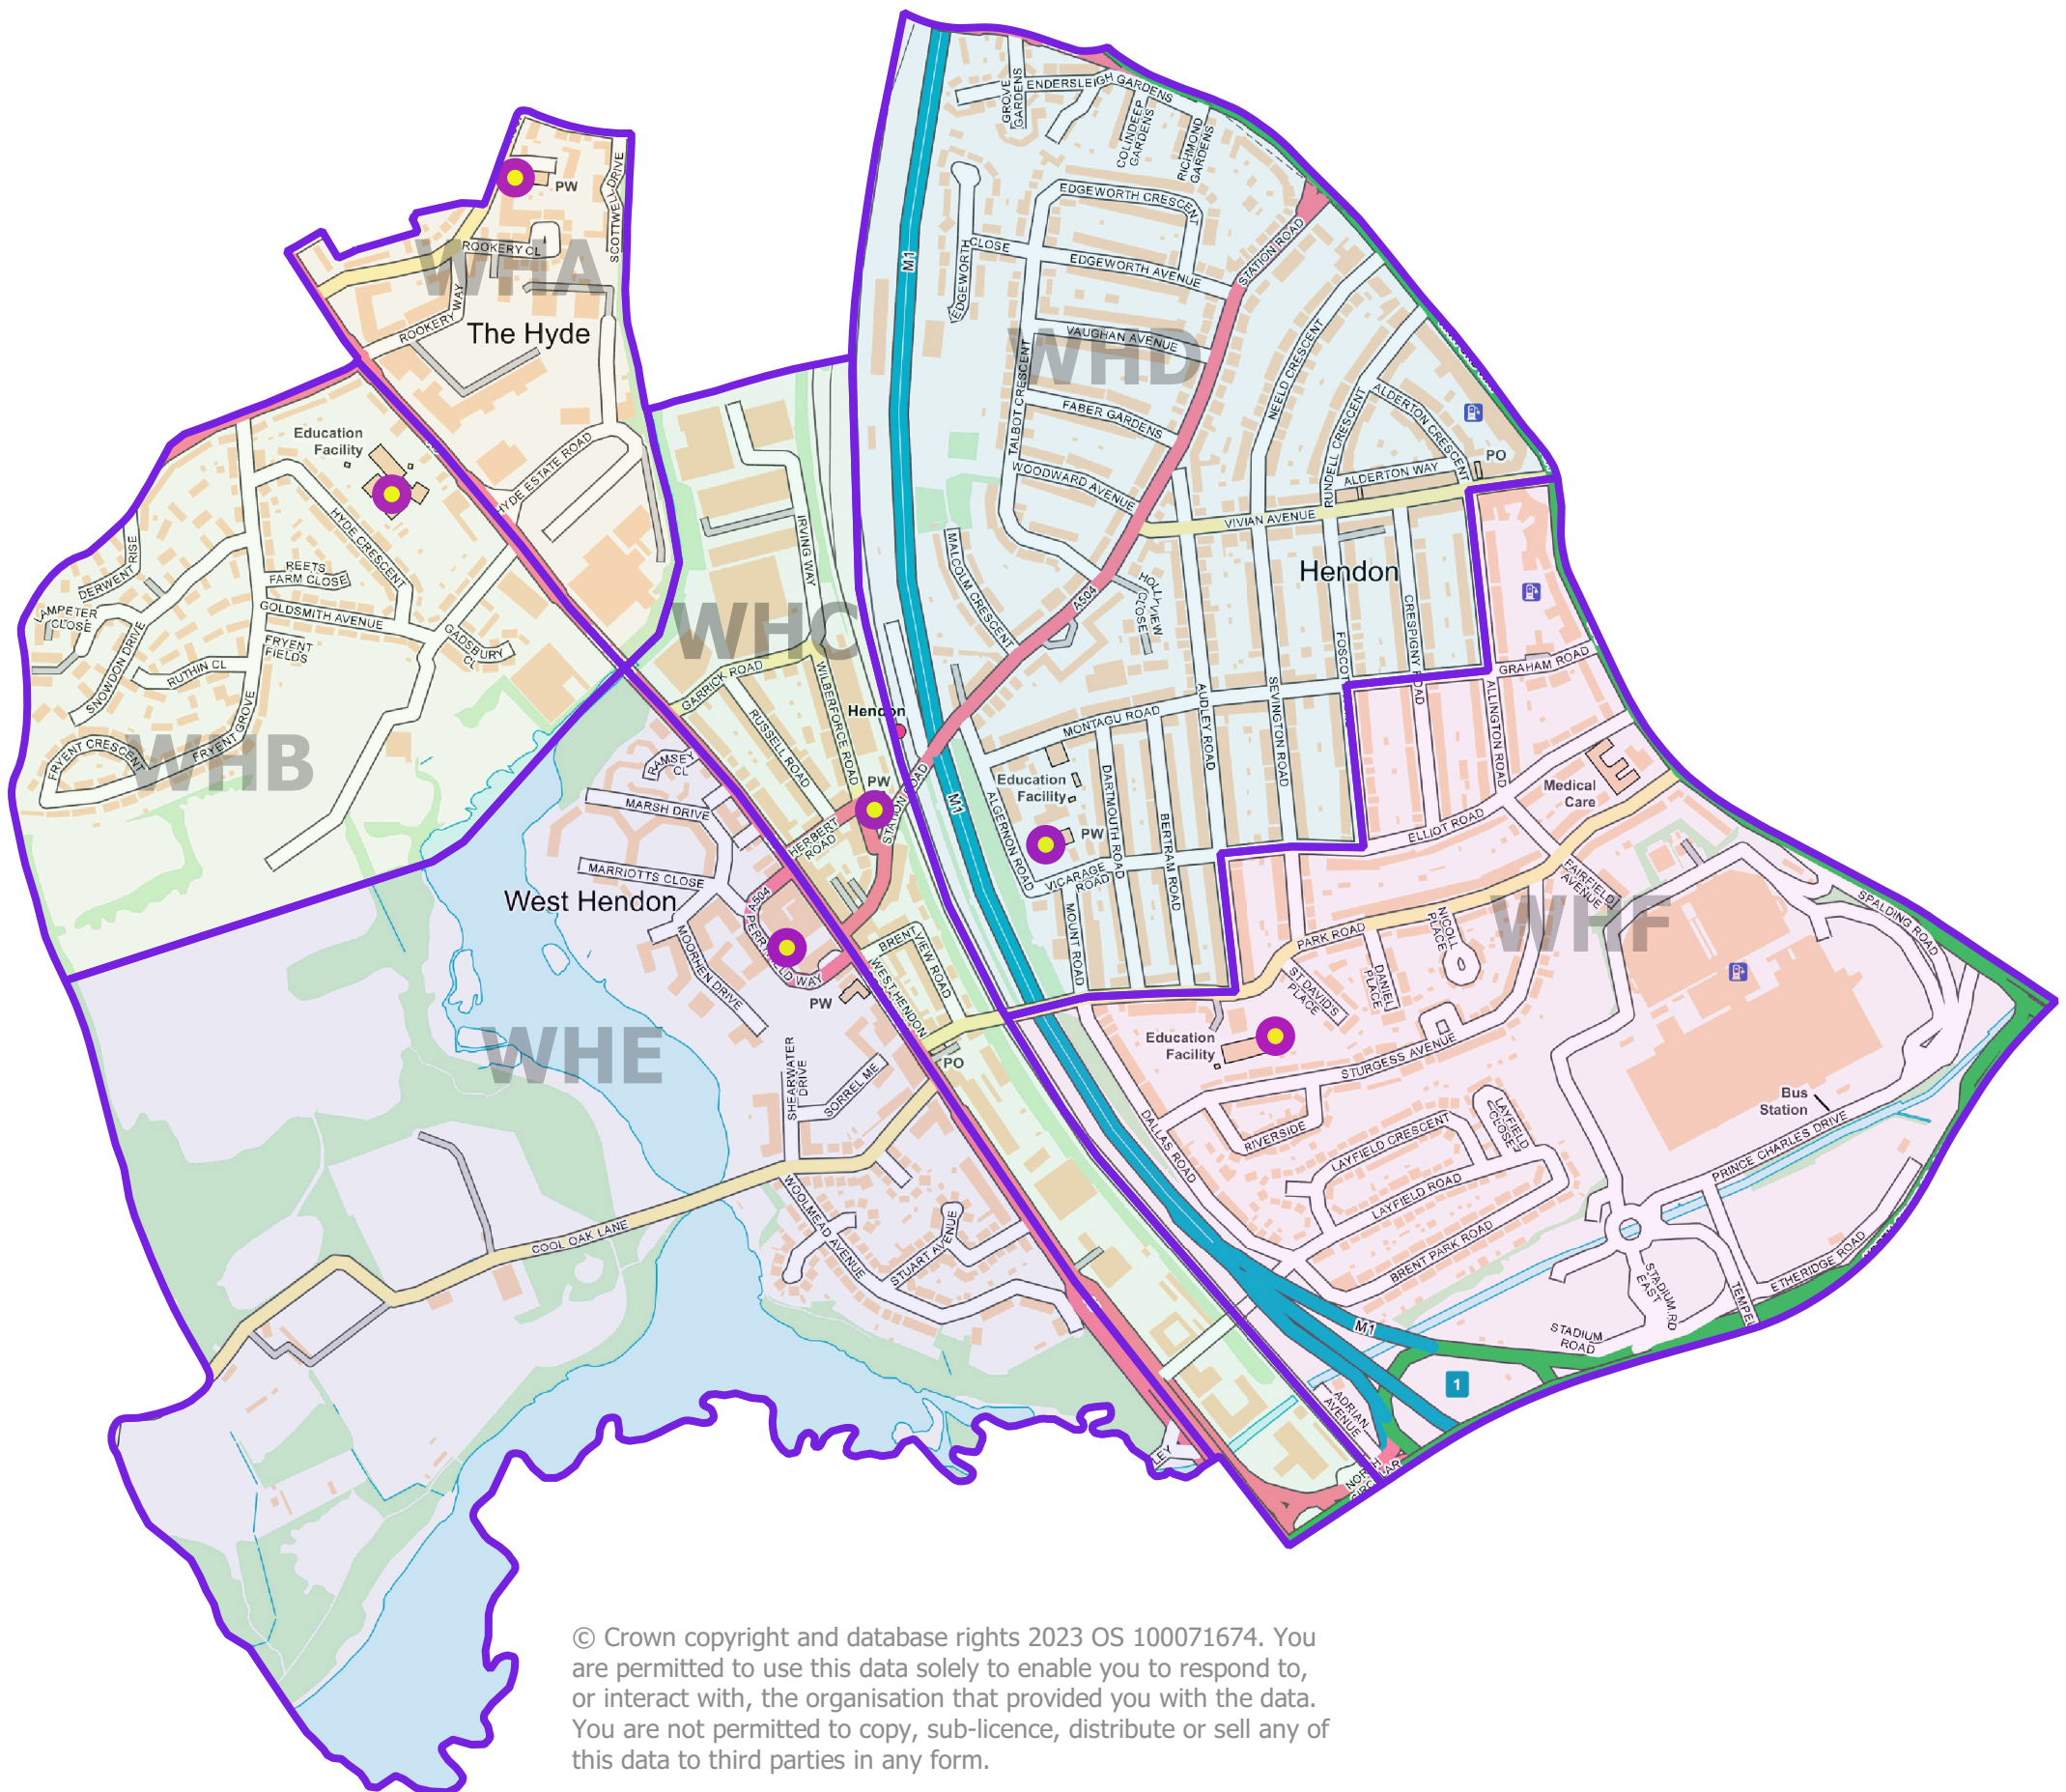 GROVE
GARDENS
ENDERSLEIGH GARDENS
COLINDEEP
GARDENS
RICHMOND
GARDENS
PW
SCOTTWELL DRIVE
ROOKERY CL
WHA
ROOKERY WAY
The Hyde
EDGEWORTH CRESCENT
STATION ROAD
M1
EDGEWORTH
CLOSE
EDGEWORTH AVENUE
VAUGHAN AVENUE
WHD
TALBOT CRESCENT
NEELD CRESCENT
FABER GARDENS
RUNDELL CRESCENT
ALDERTON CRESCENT
PO
WOODWARD AVENUE
ALDERTON WAY
VIVIAN AVENUE
Education
Facility
HYDE ESTATE ROAD
HYDE CRESCENT
DERWENT RISE
REETS
FARM CLOSE
LAMPETER
CLOSE
GOLDSMITH AVENUE
FRYENT
FIELDS
GADSBURY
CL
SNOWDON DRIVE
RUTHIN CL
FRYENT GROVE
FRYENT CRESCENT
WHB
IRVING WAY
WHC
MALCOLM CRESCENT
A504
HOLLYVIEW
CLOSE
Hendon
CRESPIGNY ROAD
GRAHAM ROAD
ALLINGTON ROAD
GARRICK ROAD
WILBERFORCE ROAD
RUSSELL ROAD
Hendon
MONTAGU ROAD
AUDLEY ROAD
SEVINGTON ROAD
RAMSEY
CL
MARSH DRIVE
PW
STATION ROAD
HERBERT
ROAD
M1
Education
Facility
PW
ALGERNON ROAD
DARTMOUTH ROAD
BERTRAM ROAD
VICARAGE
ROAD
MOUNT ROAD
Medical
Care
ELLIOT ROAD
FAIRFIELD
AVENUE
WHF
SPALDING ROAD
PARK ROAD
NICOLL
PLACE
DANIEL
PLACE
ST DAVID'S
PLACE
MARRIOTTS CLOSE
West Hendon
A504
PERRYFIELD WAY
MOORHEN DRIVE
PW
BRENT
VIEW ROAD
WEST HENDON
WHE
PO
SHEARWATER
DRIVE
SORREL ME
Education
Facility
STURGESS AVENUE
DALLAS ROAD
RIVERSIDE
LAYFIELD CRESCENT
LAYFIELD
CLOSE
LAYFIELD ROAD
BRENT PARK ROAD
Bus
Station
PRINCE CHARLES DRIVE
COOL OAK LANE
WOOLMEAD AVENUE
STUART AVENUE
STADIUM RD
EAST
ETHERIDGE ROAD
M1
STADIUM
ROAD
1
ADRIAN
AVENUE
© Crown copyright and database rights 2023 OS 100071674. You
are permitted to use this data solely to enable you to respond to,
or interact with, the organisation that provided you with the data.
You are not permitted to copy, sub-licence, distribute or sell any of
this data to third parties in any form.